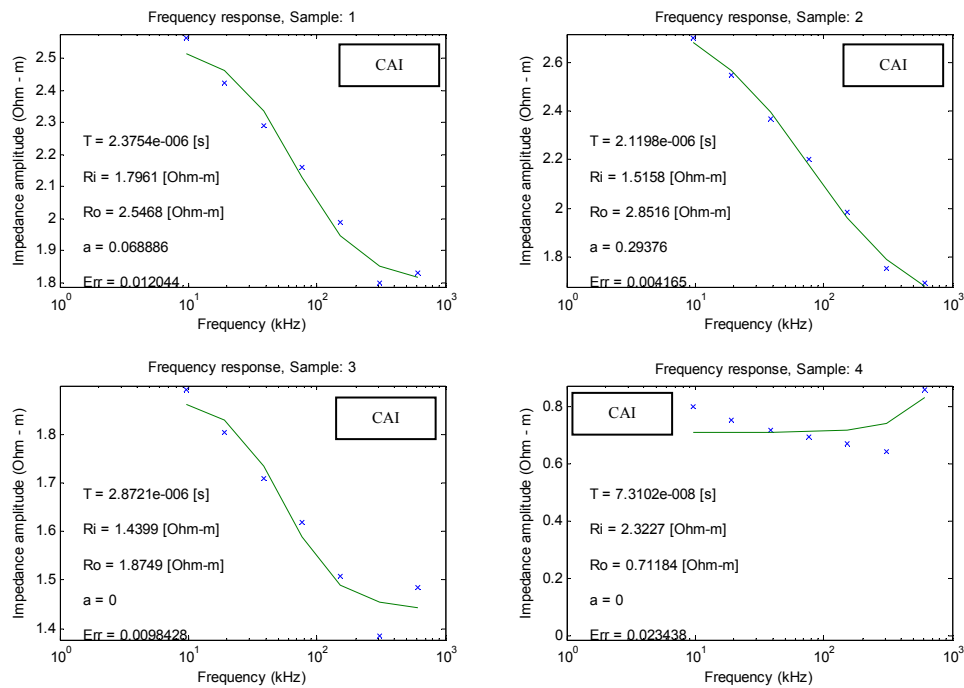 Frequency response, Sample: 1
Impedance amplitude (Ohm - m)
2.5
2.4
2.3
2.2
2.1
2
1.9
1.8
CAI
T = 2.3754e-006 [s]
Ri = 1.7961 [Ohm-m]
Ro = 2.5468 [Ohm-m]
a = 0.068886
Err = 0.012044
10^0 10^1 10^2 10^3
Frequency (kHz)
Frequency response, Sample: 2
Impedance amplitude (Ohm - m)
2.6
2.4
2.2
2
1.8
CAI
T = 2.1198e-006 [s]
Ri = 1.5158 [Ohm-m]
Ro = 2.8516 [Ohm-m]
a = 0.29376
Err = 0.004165
10^0 10^1 10^2 10^3
Frequency (kHz)
Frequency response, Sample: 3
Impedance amplitude (Ohm - m)
1.8
1.7
1.6
1.5
1.4
CAI
T = 2.8721e-006 [s]
Ri = 1.4399 [Ohm-m]
Ro = 1.8749 [Ohm-m]
a = 0
Err = 0.0098428
10^0 10^1 10^2 10^3
Frequency (kHz)
Frequency response, Sample: 4
Impedance amplitude (Ohm - m)
0.8
0.6
0.4
0.2
0
CAI
T = 7.3102e-008 [s]
Ri = 2.3227 [Ohm-m]
Ro = 0.71184 [Ohm-m]
a = 0
Err = 0.023438
10^0 10^1 10^2 10^3
Frequency (kHz)